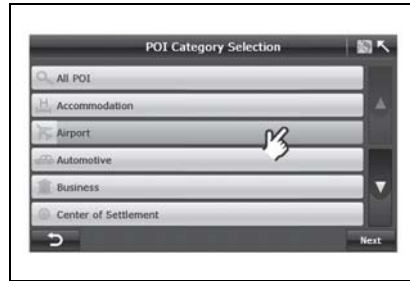 POI Category Selection
All POI
Accommodation
Airport
Automotive
Business
Center of Settlement
Next